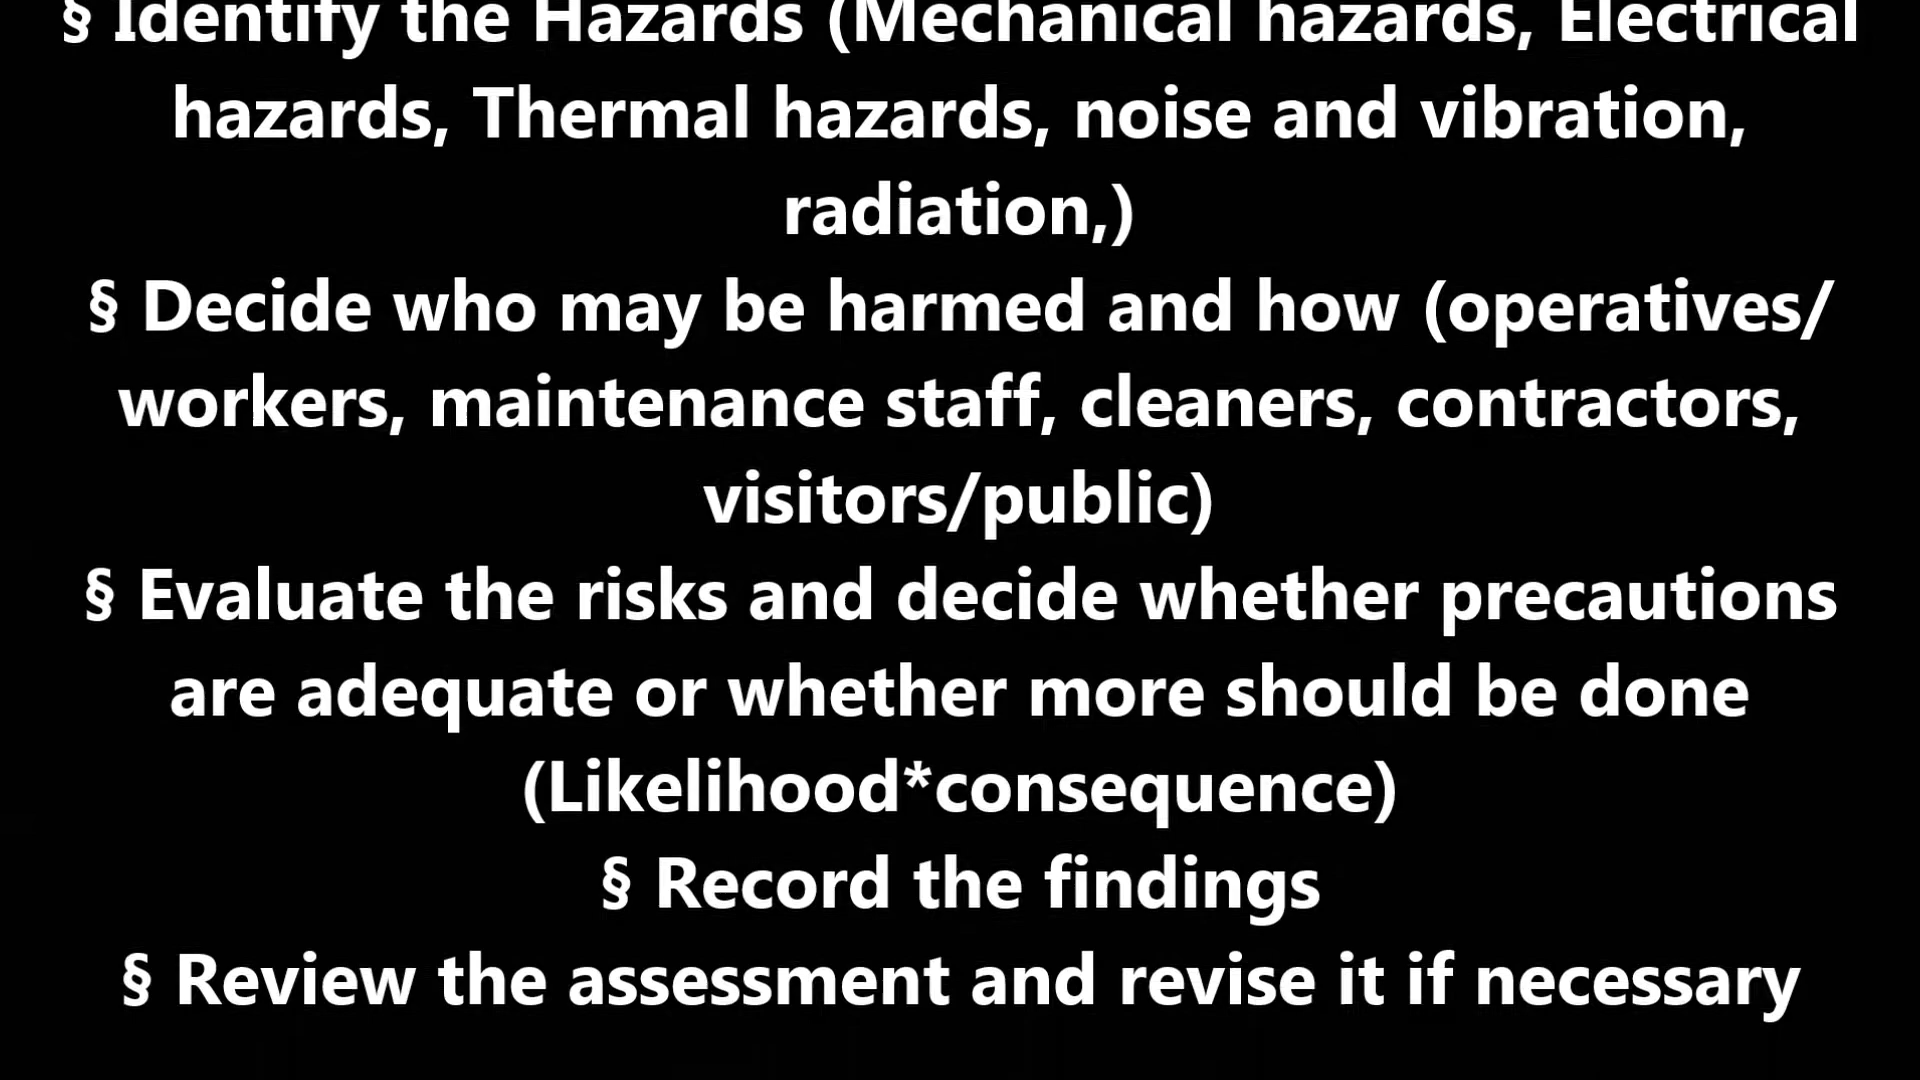 § Identify the Hazards (Mechanical hazards, Electrical
hazards, Thermal hazards, noise and vibration,
radiation,)
§ Decide who may be harmed and how (operatives/
workers, maintenance staff, cleaners, contractors,
visitors/public)
§ Evaluate the risks and decide whether precautions
are adequate or whether more should be done
(Likelihood*consequence)
§ Record the findings
§ Review the assessment and revise it if necessary